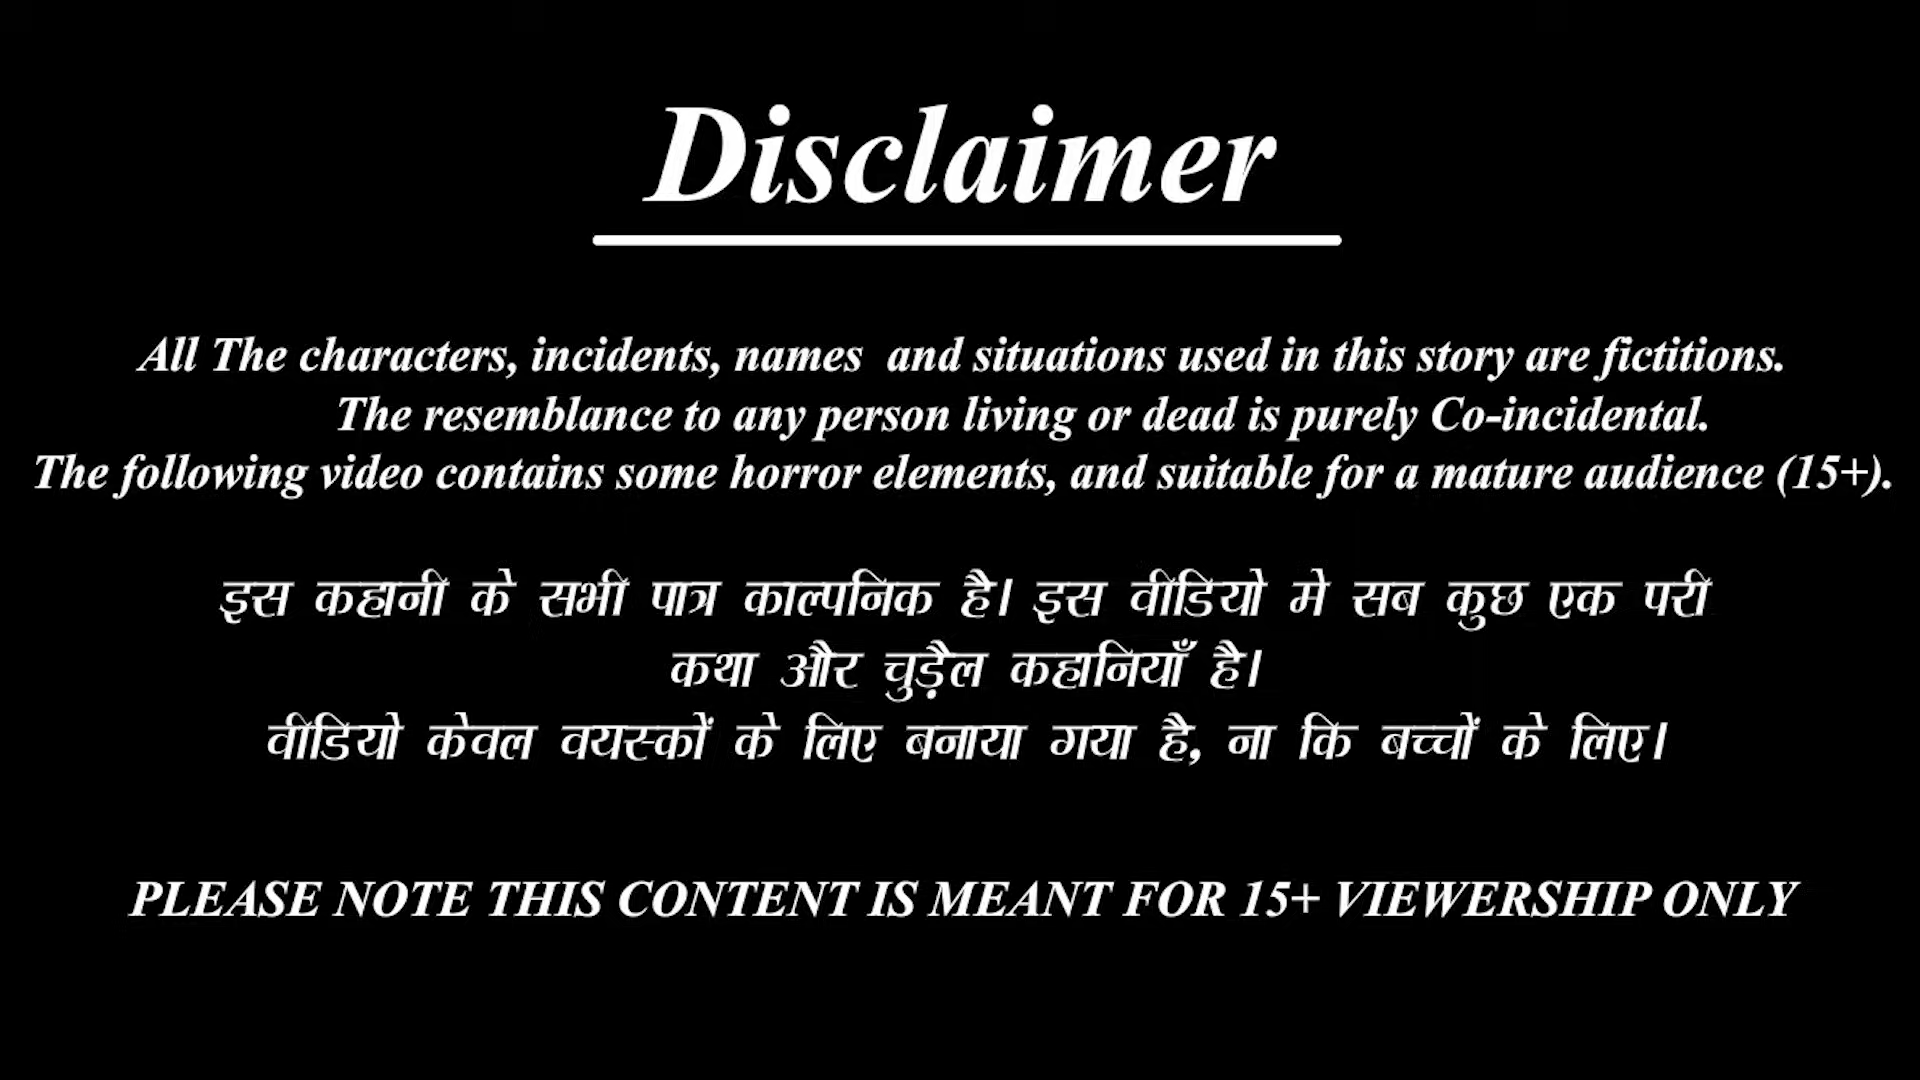 Disclaimer
All The characters, incidents, names and situations used in this story are fictitions.
The resemblance to any person living or dead is purely Co-incidental.
The following video contains some horror elements, and suitable for a mature audience (15+).
इस कहानी के सभी पात्र काल्पनिक है। इस वीडियो मे सब कुछ एक परी
कथा और चुड़ैल कहानियाँ है।
वीडियो केवल वयस्कों के लिए बनाया गया है, ना कि बच्चों के लिए।
PLEASE NOTE THIS CONTENT IS MEANT FOR 15+ VIEWERSHIP ONLY